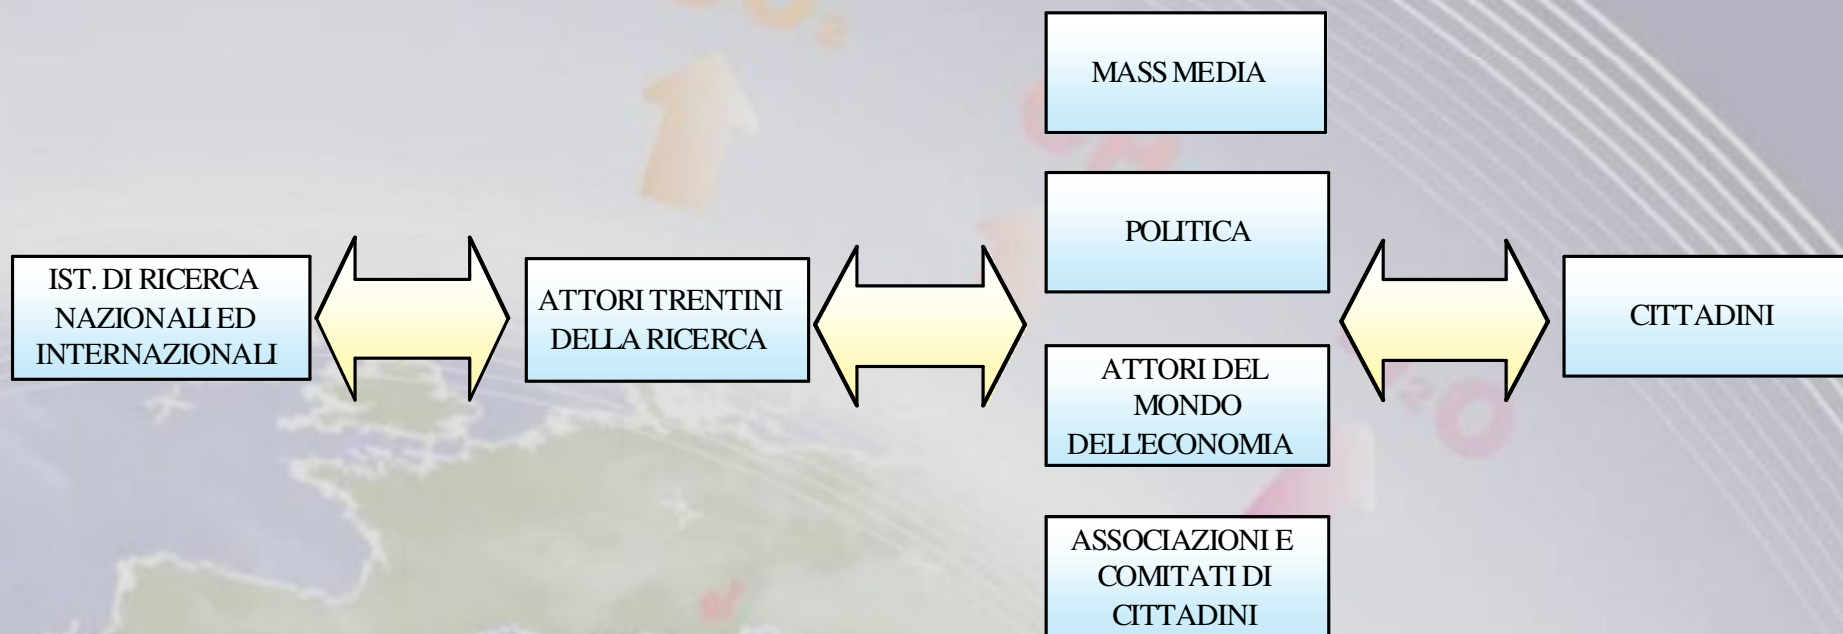 MASS MEDIA
POLITICA
IST. DI RICERCA
NAZIONALI ED
INTERNAZIONALI
ATTORI TRENTINI
DELLA RICERCA
CITTADINI
ATTORI DEL
MONDO
DELL'ECONOMIA
ASSOCIAZIONI E
COMITATI DI
CITTADINI